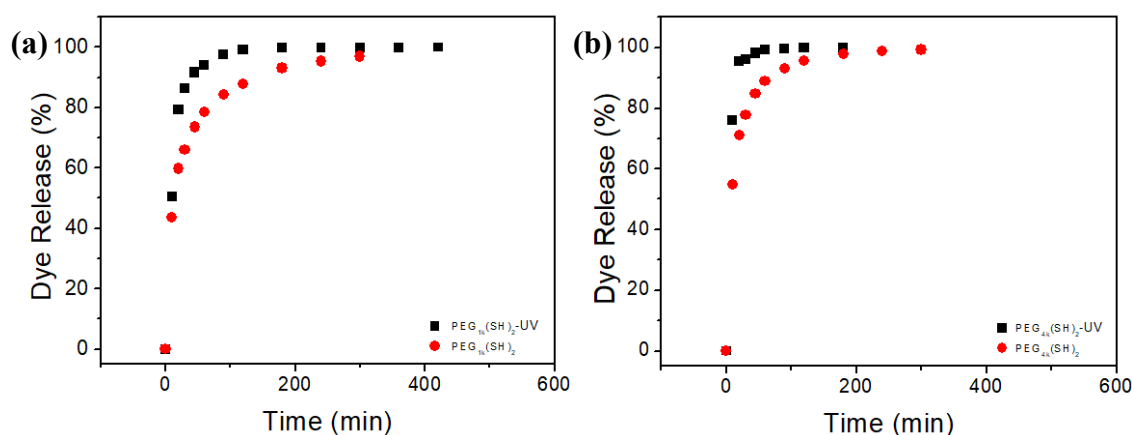 (a)
Dye Release (%)
100
80
60
40
20
0
0
200
400
600
Time (min)
PEG1k(SH)2-UV
PEG1k(SH)2
(b)
Dye Release (%)
100
80
60
40
20
0
0
200
400
600
Time (min)
PEG4k(SH)2-UV
PEG4k(SH)2